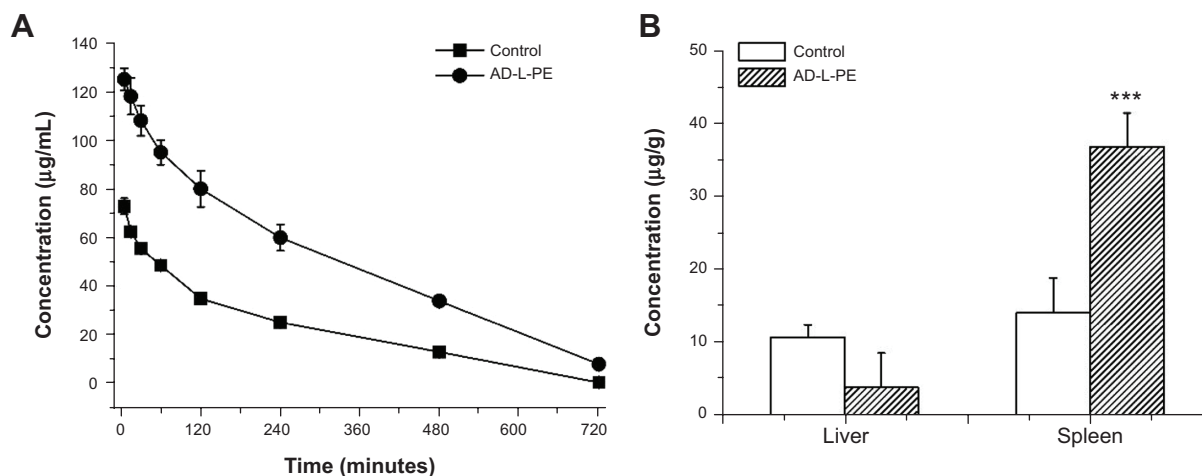 A
Concentration (µg/mL)
140
120
100
80
60
40
20
0
0 120 240 360 480 600 720
Time (minutes)
Control
AD-L-PE
B
Concentration (µg/g)
50
40
30
20
10
0
Control
AD-L-PE
***
Liver Spleen